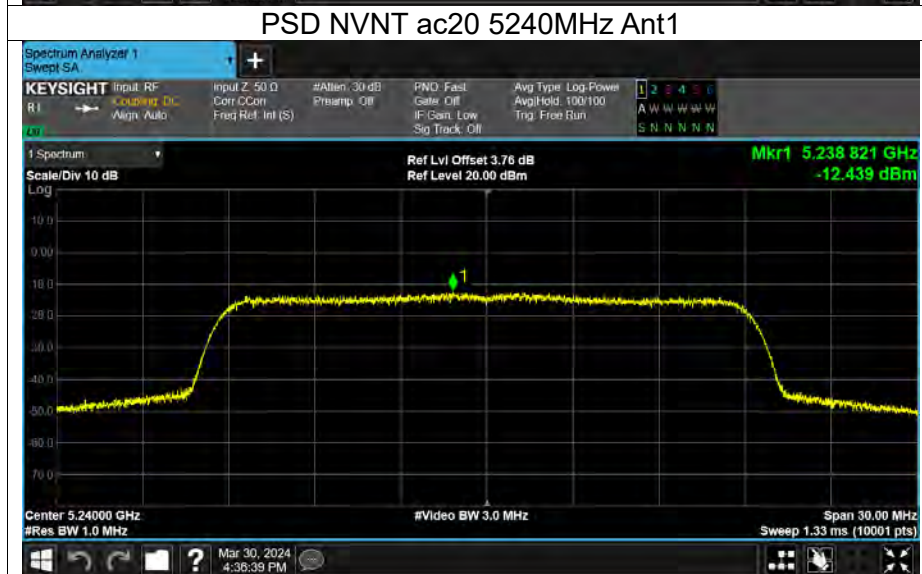 PSD NVNT ac20 5240MHz Ant1
Spectrum Analyzer 1
Swept SA
+
KEYSIGHT Input: RF
Coupling: DC
Align: Auto
Input Z: 50 Ω
Corr CCorr
Freq Ref: Int (S)
#Atten: 30 dB
Preamp: Off
PNO: Fast
Gate: Off
IF Gain: Low
Sig Track: Off
Avg Type: Log-Power
Avg|Hold: 100/100
Trig: Free Run
1 2 3 4 5 6
A W W W W W
S N N N N N
1 Spectrum
Scale/Div 10 dB
Log
Ref Lvl Offset 3.76 dB
Ref Level 20.00 dBm
Mkr1 5.238 821 GHz
-12.439 dBm
10.0
0.00
-10.0
-20.0
-30.0
-40.0
-50.0
-60.0
-70.0
1
Center 5.24000 GHz
#Res BW 1.0 MHz
#Video BW 3.0 MHz
Span 30.00 MHz
Sweep 1.33 ms (10001 pts)
?
Mar 30, 2024
4:36:39 PM